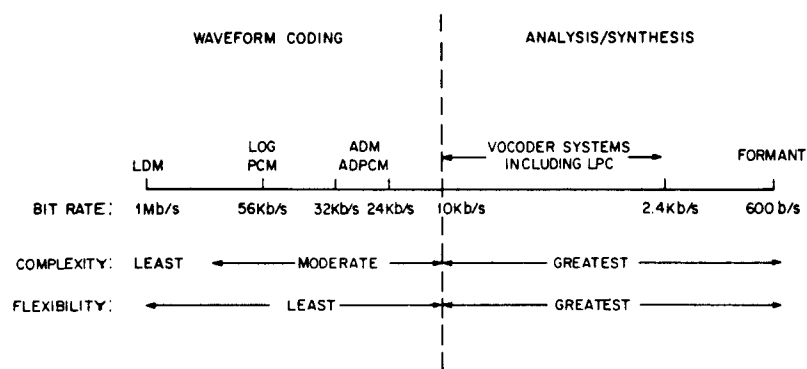 WAVEFORM CODING
ANALYSIS/SYNTHESIS
LDM
LOG
PCM
ADM
ADPCM
VOCODER SYSTEMS
INCLUDING LPC
FORMANT
BIT RATE: 1Mb/s 56Kb/s 32Kb/s 24Kb/s 10Kb/s 2.4Kb/s 600 b/s
COMPLEXITY: LEAST MODERATE GREATEST
FLEXIBILITY: LEAST GREATEST